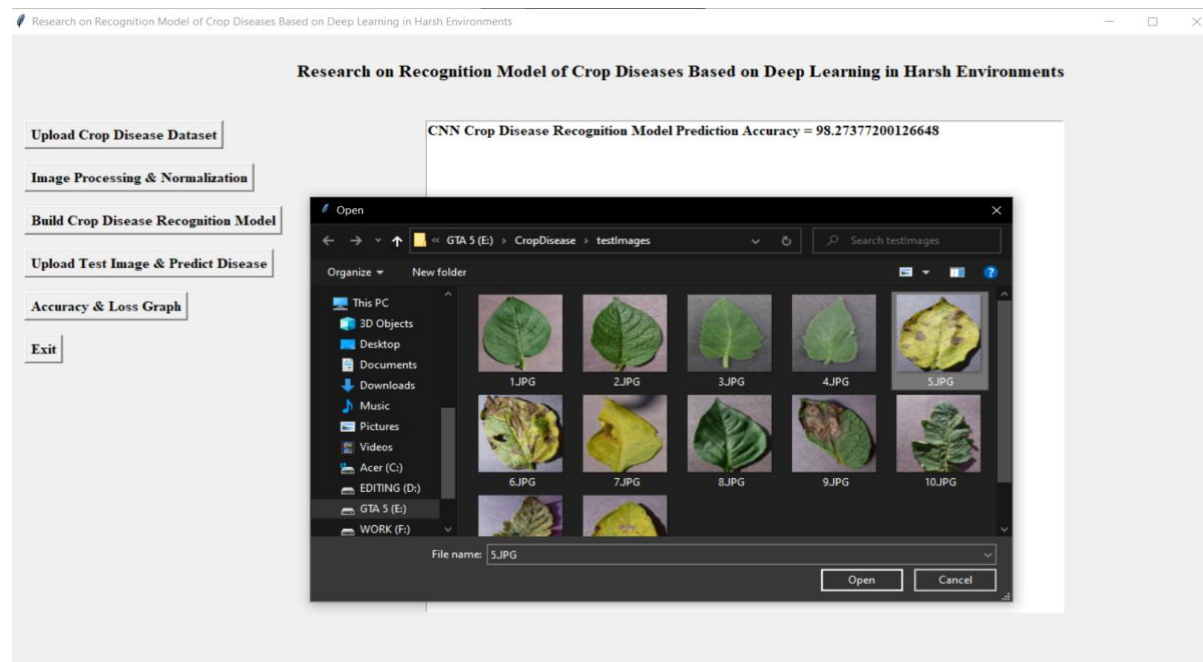 Research on Recognition Model of Crop Diseases Based on Deep Learning in Harsh Environments
Research on Recognition Model of Crop Diseases Based on Deep Learning in Harsh Environments
Upload Crop Disease Dataset
Image Processing & Normalization
Build Crop Disease Recognition Model
Upload Test Image & Predict Disease
Accuracy & Loss Graph
Exit
CNN Crop Disease Recognition Model Prediction Accuracy = 98.27377200126648
Open
« GTA 5 (E:) › CropDisease › testImages
Search testImages
Organize
New folder
This PC
3D Objects
Desktop
Documents
Downloads
Music
Pictures
Videos
Acer (C:)
EDITING (D:)
GTA 5 (E:)
WORK (F:)
1.JPG 2.JPG 3.JPG 4.JPG 5.JPG
6.JPG 7.JPG 8.JPG 9.JPG 10.JPG
File name: 5.JPG
Open Cancel